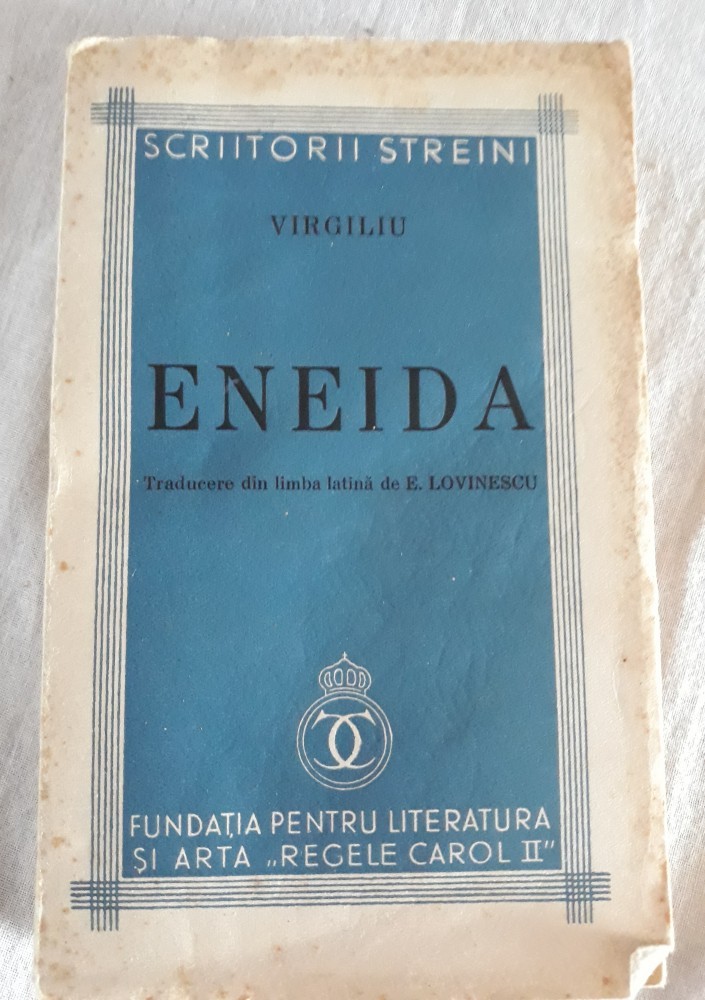 SCRIITORII STREINI
VIRGILIU
ENEIDA
Traducere din limba latină de E. LOVINESCU
FUNDAȚIA PENTRU LITERATURA
ȘI ARTA „REGELE CAROL II”